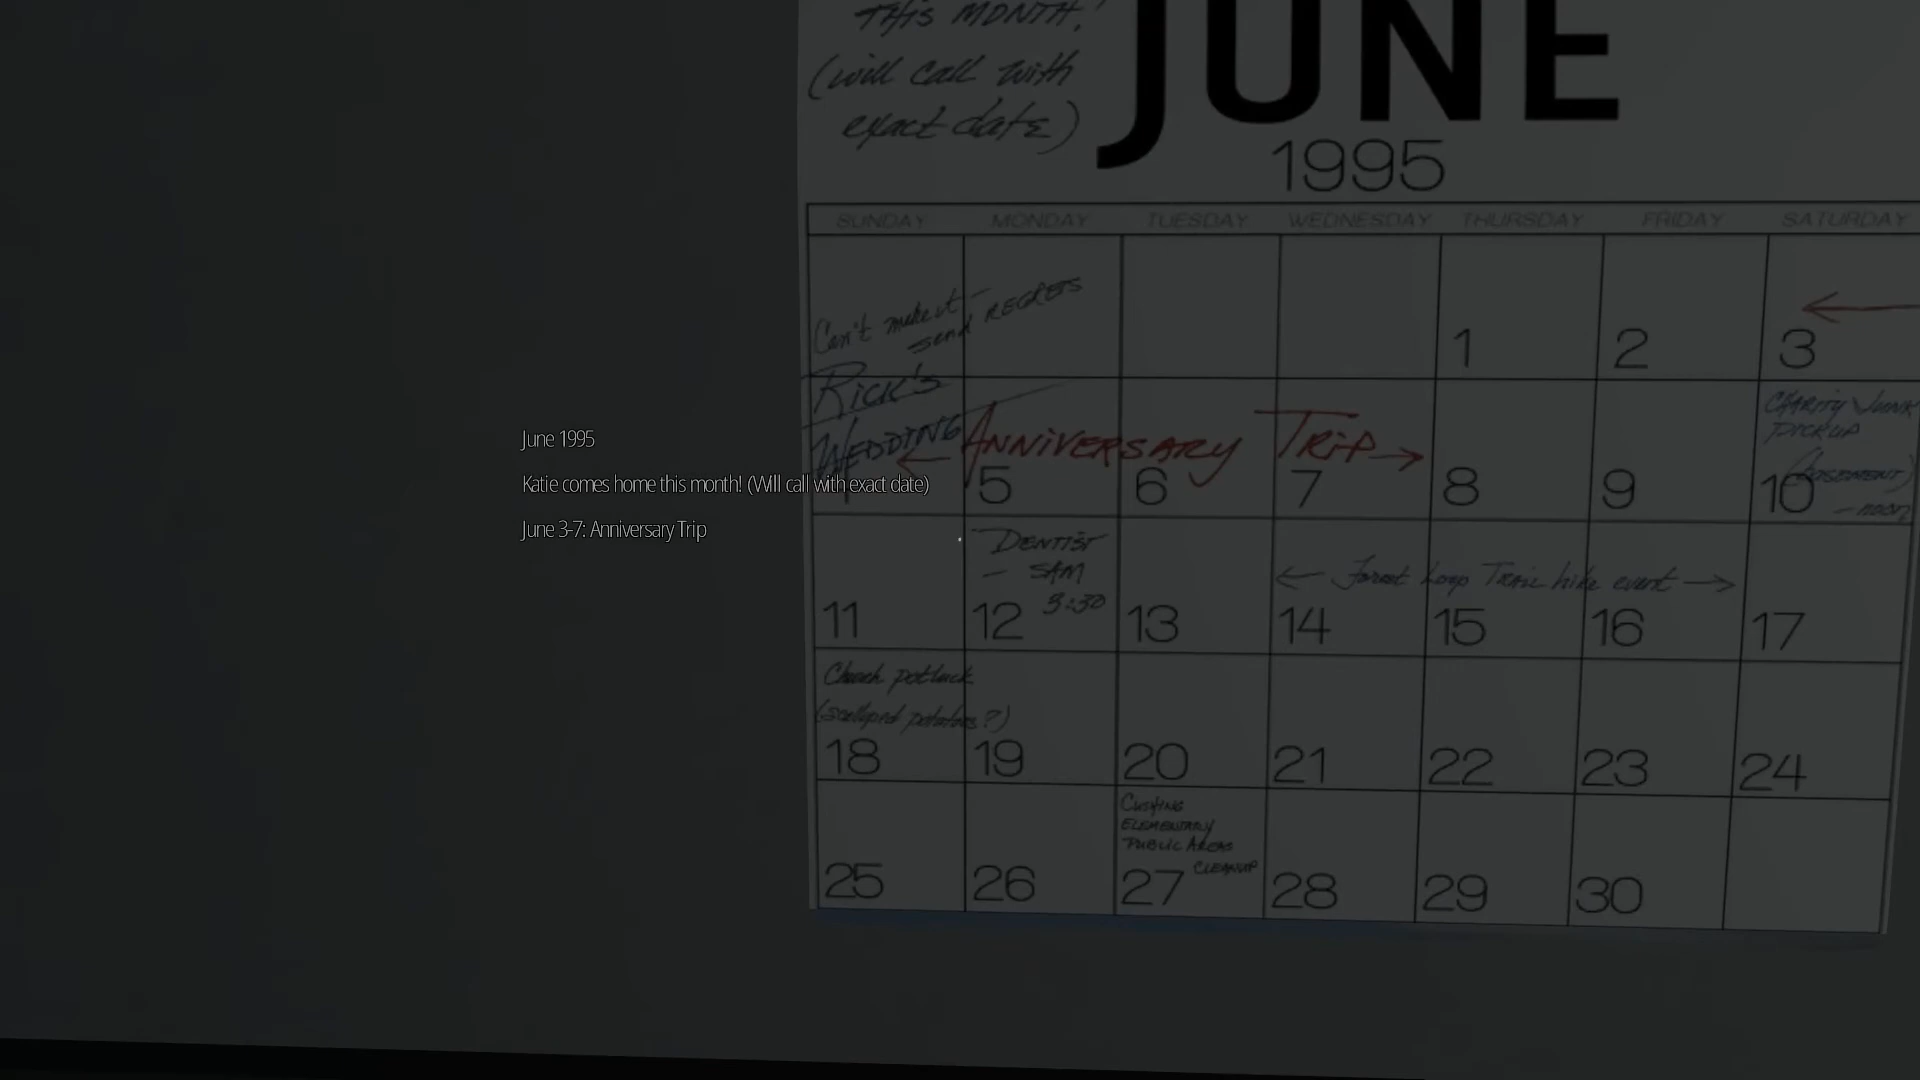 THIS MONTH!
(will call with
exact date)
JUNE
1995
SUNDAY MONDAY TUESDAY WEDNESDAY THURSDAY FRIDAY SATURDAY
Can't make it -
send REGRETS
1 2 3
RICK'S
WEDDING
ANNIVERSARY TRIP
CHARITY JUNK
PICKUP
(BASEMENT)
- noon
5 6 7 8 9 10
June 1995
Katie comes home this month! (Will call with exact date)
June 3-7: Anniversary Trip
DENTIST
- SAM
3:30
Forest Loop Trail hike event
11 12 13 14 15 16 17
Church potluck
(scalloped potatoes?)
18 19 20 21 22 23 24
CUSHING
ELEMENTARY
PUBLIC AREAS
CLEANUP
25 26 27 28 29 30